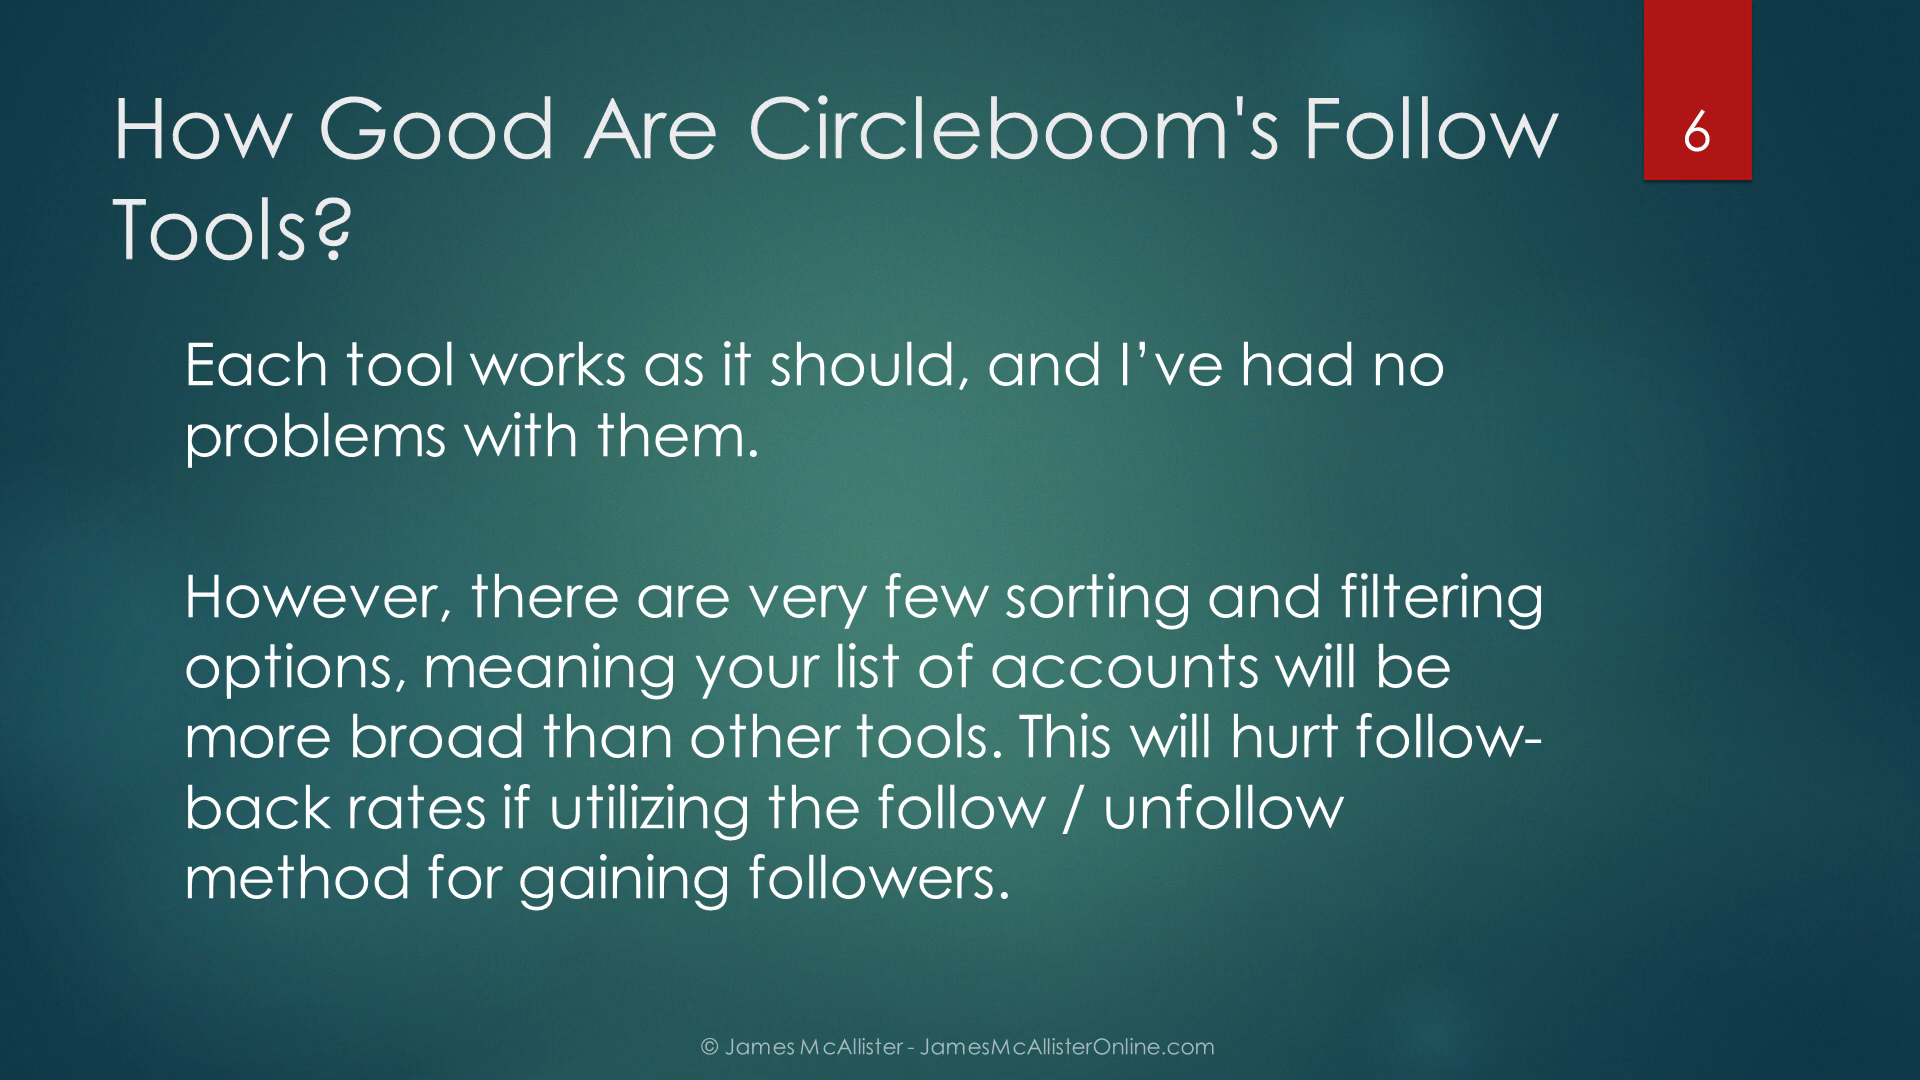 How Good Are Circleboom's Follow
Tools?
6
Each tool works as it should, and I’ve had no
problems with them.
However, there are very few sorting and filtering
options, meaning your list of accounts will be
more broad than other tools. This will hurt follow-
back rates if utilizing the follow / unfollow
method for gaining followers.
© James McAllister - JamesMcAllisterOnline.com